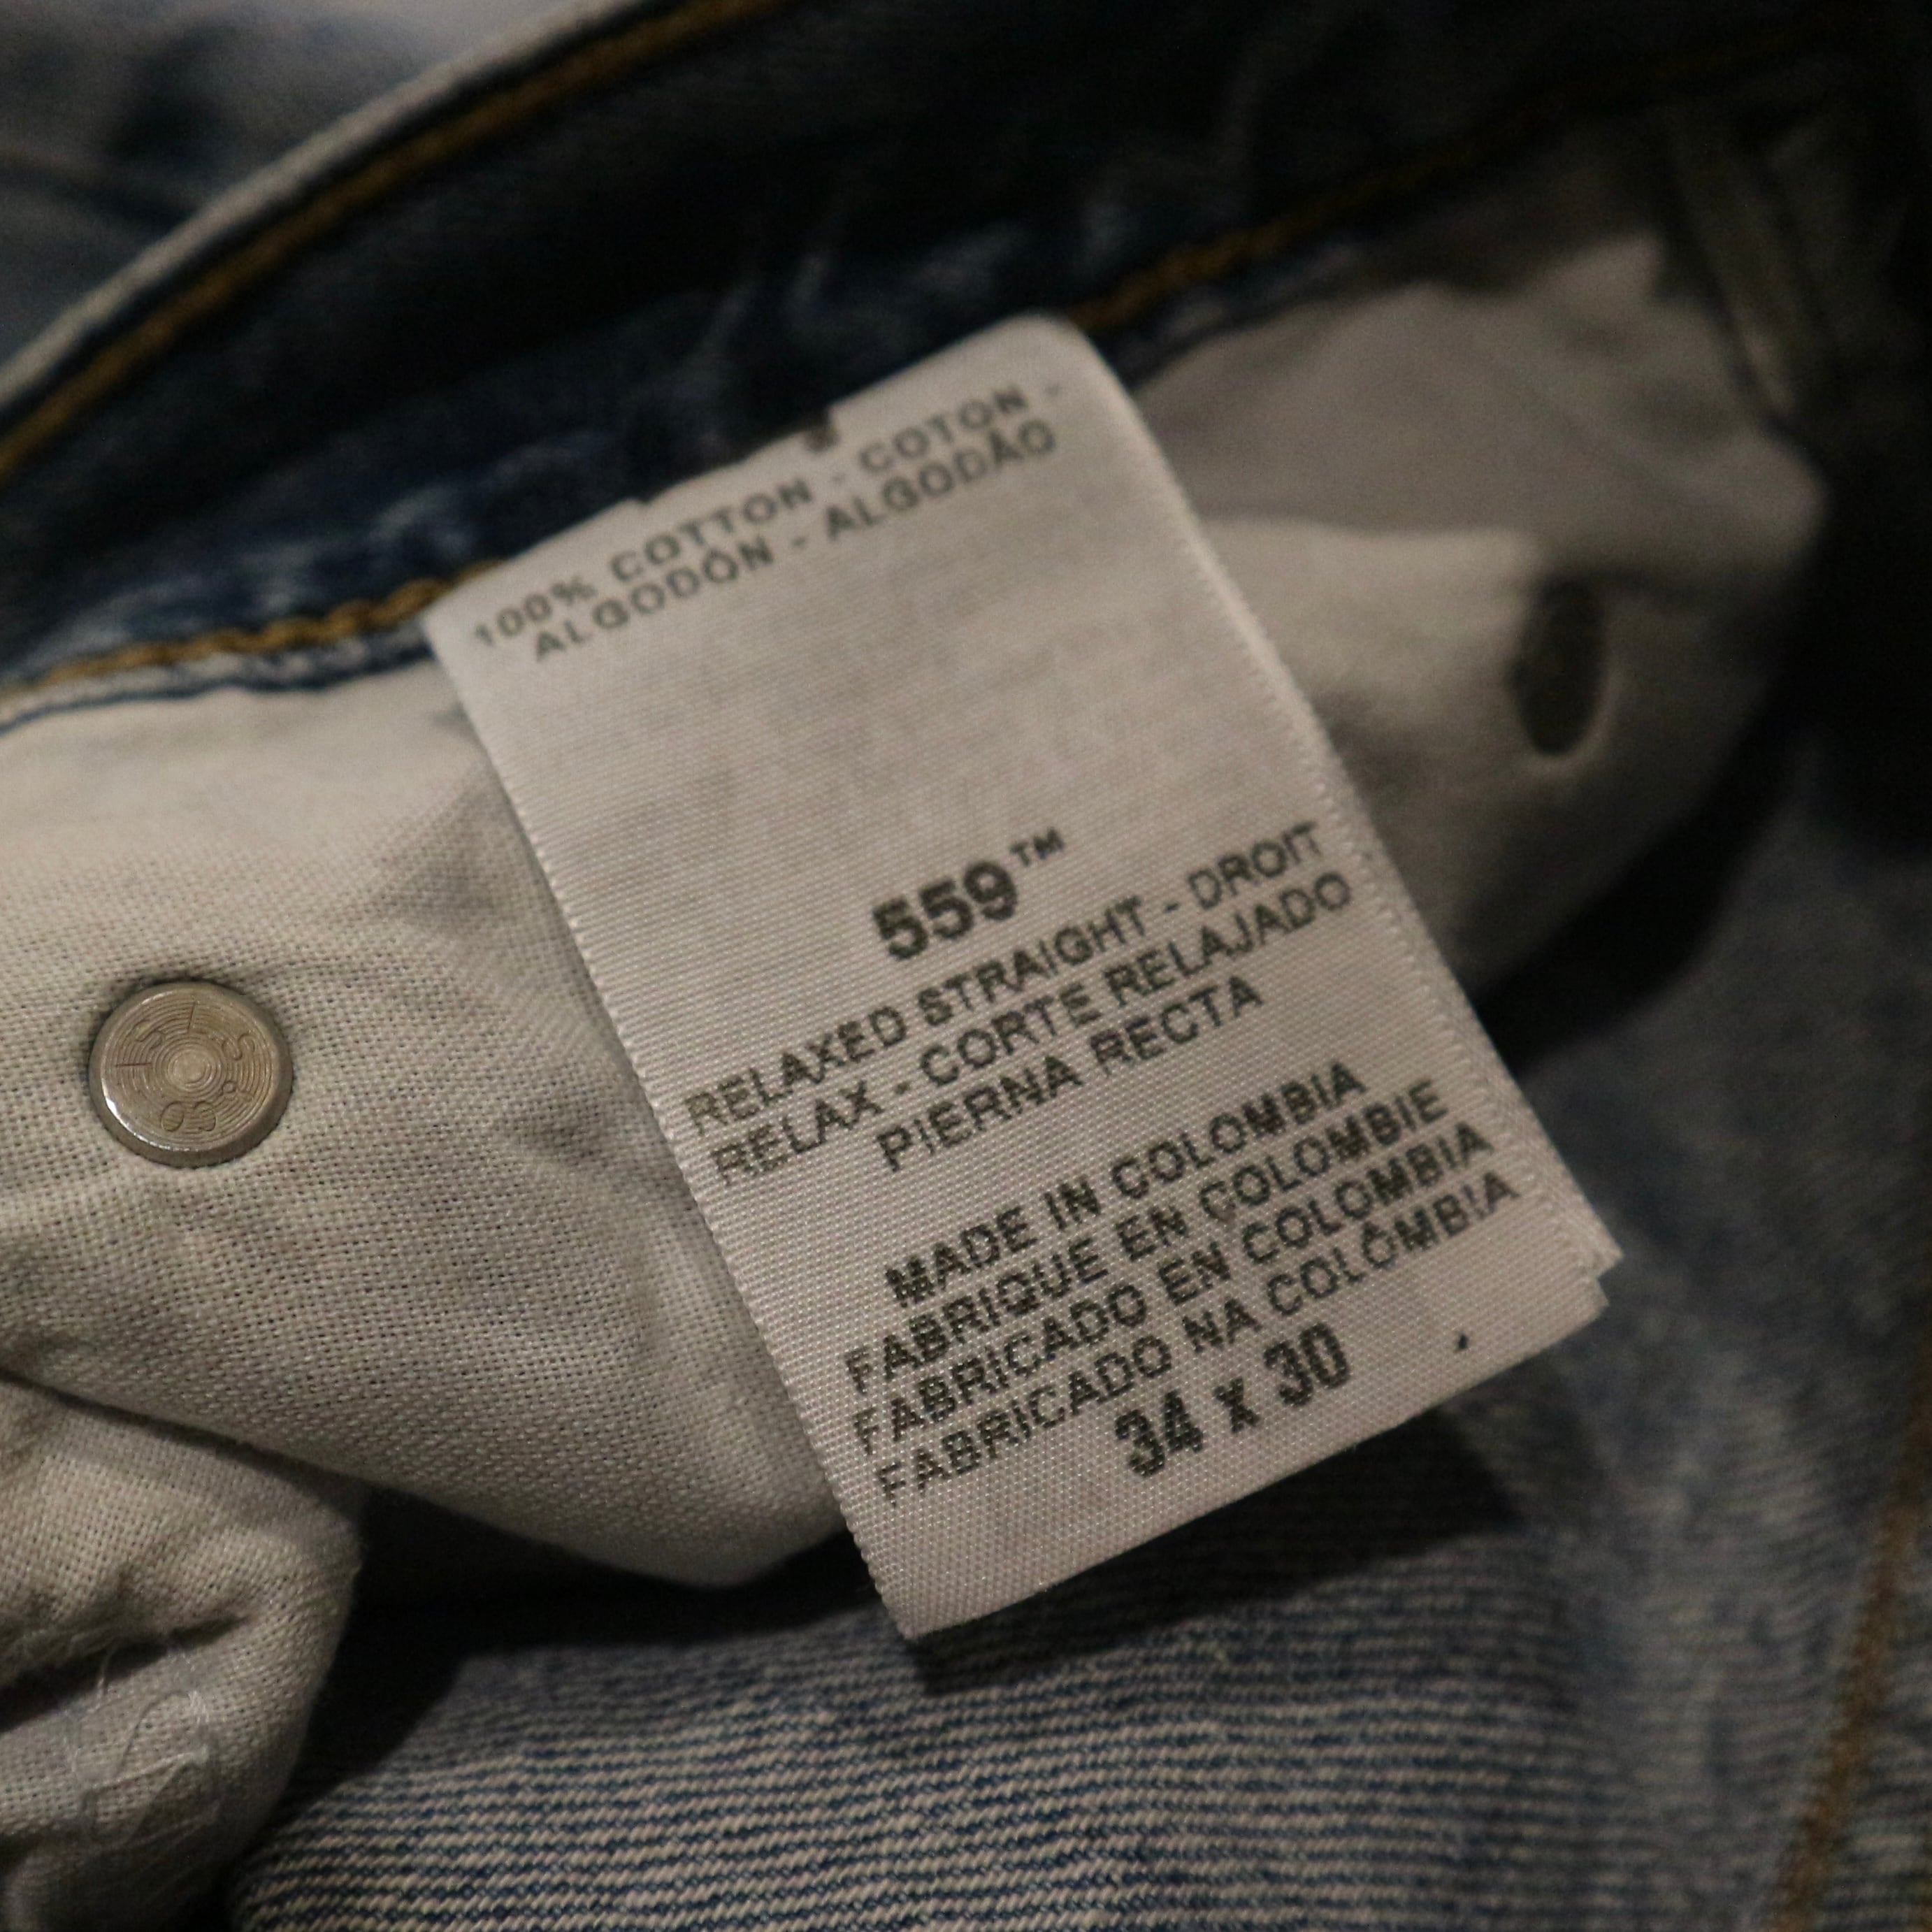 100% COTTON - COTON -
ALGODÓN - ALGODÃO
559™
RELAXED STRAIGHT - DROIT
RELAX - CORTE RELAJADO
PIERNA RECTA
MADE IN COLOMBIA
FABRIQUE EN COLOMBIE
FABRICADO EN COLOMBIA
FABRICADO NA COLÔMBIA
34 x 30